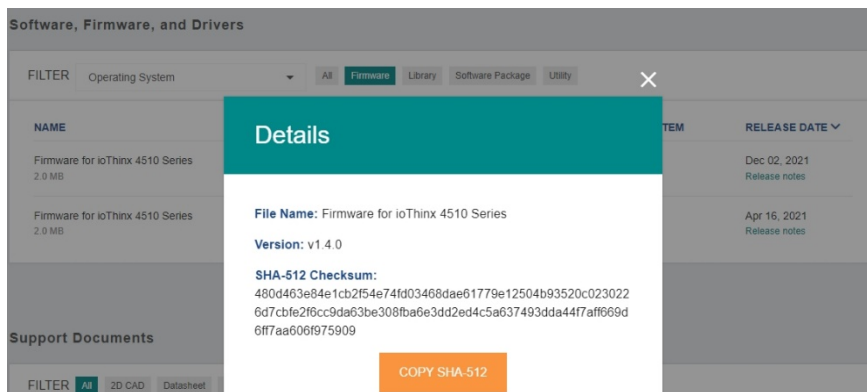 Software, Firmware, and Drivers
FILTER Operating System All Firmware Library Software Package Utility
Details
NAME TEM RELEASE DATE
Firmware for ioThinx 4510 Series Dec 02, 2021
2.0 MB Release notes
File Name: Firmware for ioThinx 4510 Series
Firmware for ioThinx 4510 Series Apr 16, 2021
2.0 MB Release notes
Version: v1.4.0
SHA-512 Checksum:
480d463e84e1cb2f54e74fd03468dae61779e12504b93520c023022
6d7cbfe2f6cc9da63be308fba6e3dd2ed4c5a637493dda44f7aff669d
6ff7aa606f975909
COPY SHA-512
Support Documents
FILTER All 2D CAD Datasheet